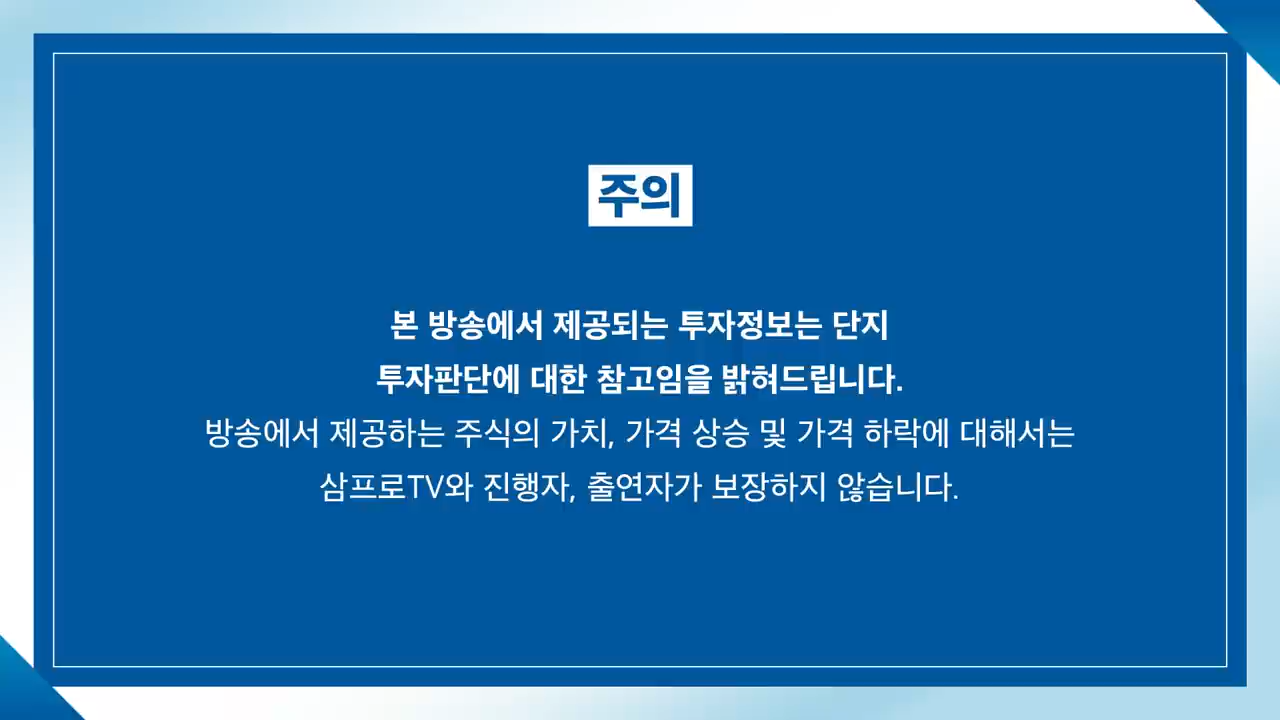 주의
본 방송에서 제공되는 투자정보는 단지
투자판단에 대한 참고임을 밝혀드립니다.
방송에서 제공하는 주식의 가치, 가격 상승 및 가격 하락에 대해서는
삼프로TV와 진행자, 출연자가 보장하지 않습니다.